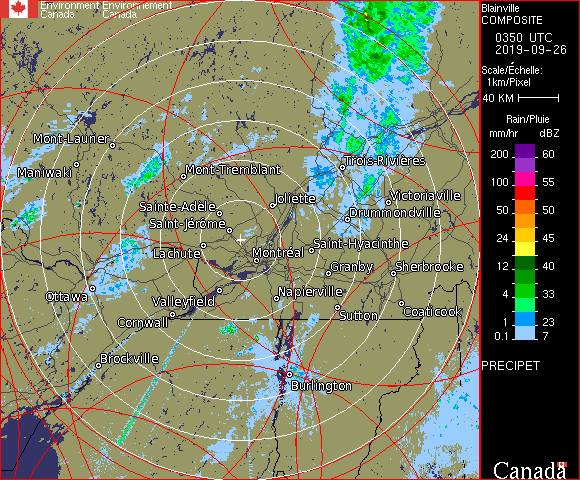 Environment Environnement
Canada Canada
Blainville
COMPOSITE
0350 UTC
2019-09-26
Scale/Échelle:
1km/Pixel
40 KM
Rain/Pluie
mm/hr dBZ
200 60
100 55
50 50
24 45
12 40
4 33
1 23
0.1 7
PRECIPET
Canada
Mont-Laurier
Maniwaki
Mont-Tremblant
Trois-Rivières
Sainte-Adèle
Joliette
Victoriaville
Drummondville
Saint-Jérôme
Lachute
Montréal
Saint-Hyacinthe
Granby
Sherbrooke
Ottawa
Valleyfield
Napierville
Cornwall
Sutton
Coaticook
Brockville
Burlington